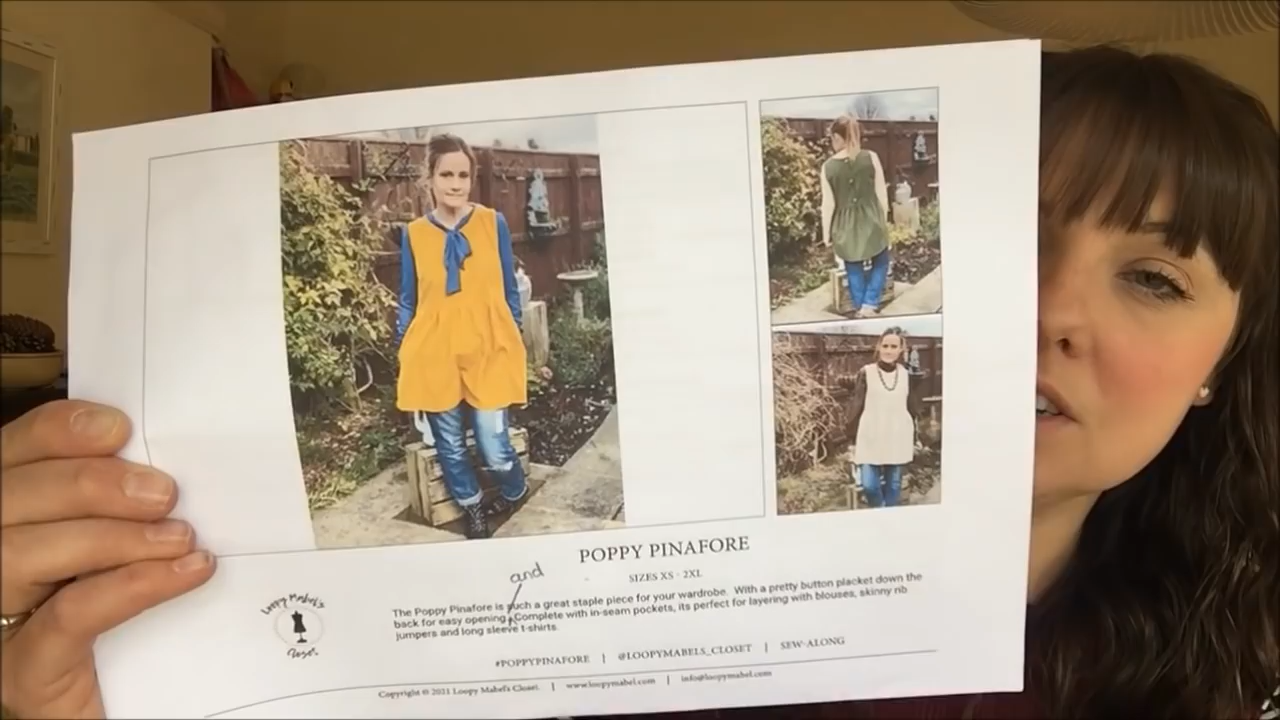 POPPY PINAFORE
SIZES XS - 2XL
and
The Poppy Pinafore is such a great staple piece for your wardrobe. With a pretty button placket down the
back for easy opening Complete with in-seam pockets, its perfect for layering with blouses, skinny rib
jumpers and long sleeve t-shirts.
Loopy Mabel's
Closet
#POPPYPINAFORE | @LOOPYMABELS_CLOSET | SEW-ALONG
Copyright © 2021 Loopy Mabel's Closet. | www.loopymabel.com | info@loopymabel.com